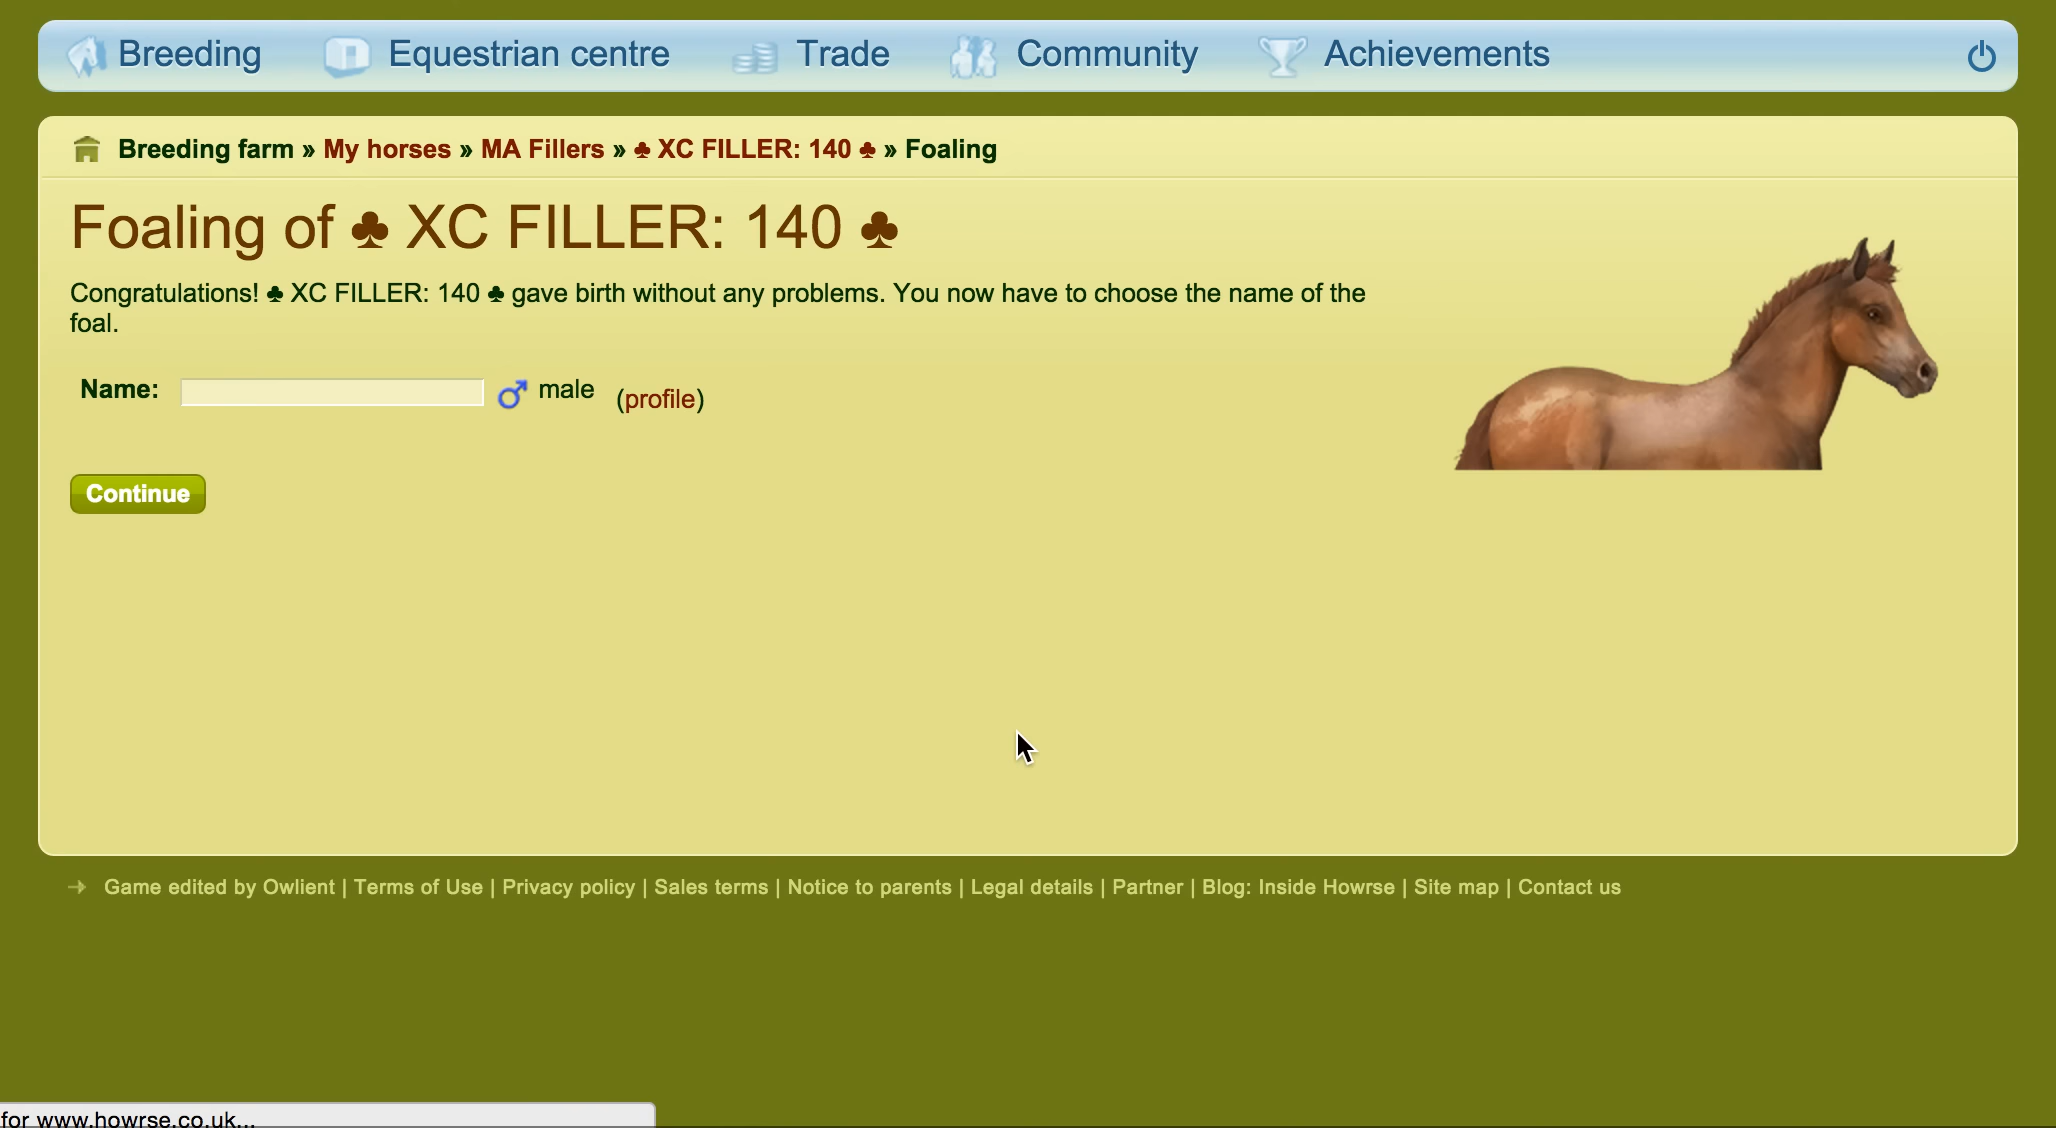 Breeding Equestrian centre Trade Community Achievements
Breeding farm » My horses » MA Fillers » ♣ XC FILLER: 140 ♣ » Foaling
Foaling of ♣ XC FILLER: 140 ♣
Congratulations! ♣ XC FILLER: 140 ♣ gave birth without any problems. You now have to choose the name of the
foal.
Name: ♂ male (profile)
Continue
Game edited by Owlient | Terms of Use | Privacy policy | Sales terms | Notice to parents | Legal details | Partner | Blog: Inside Howrse | Site map | Contact us
for www.howrse.co.uk...